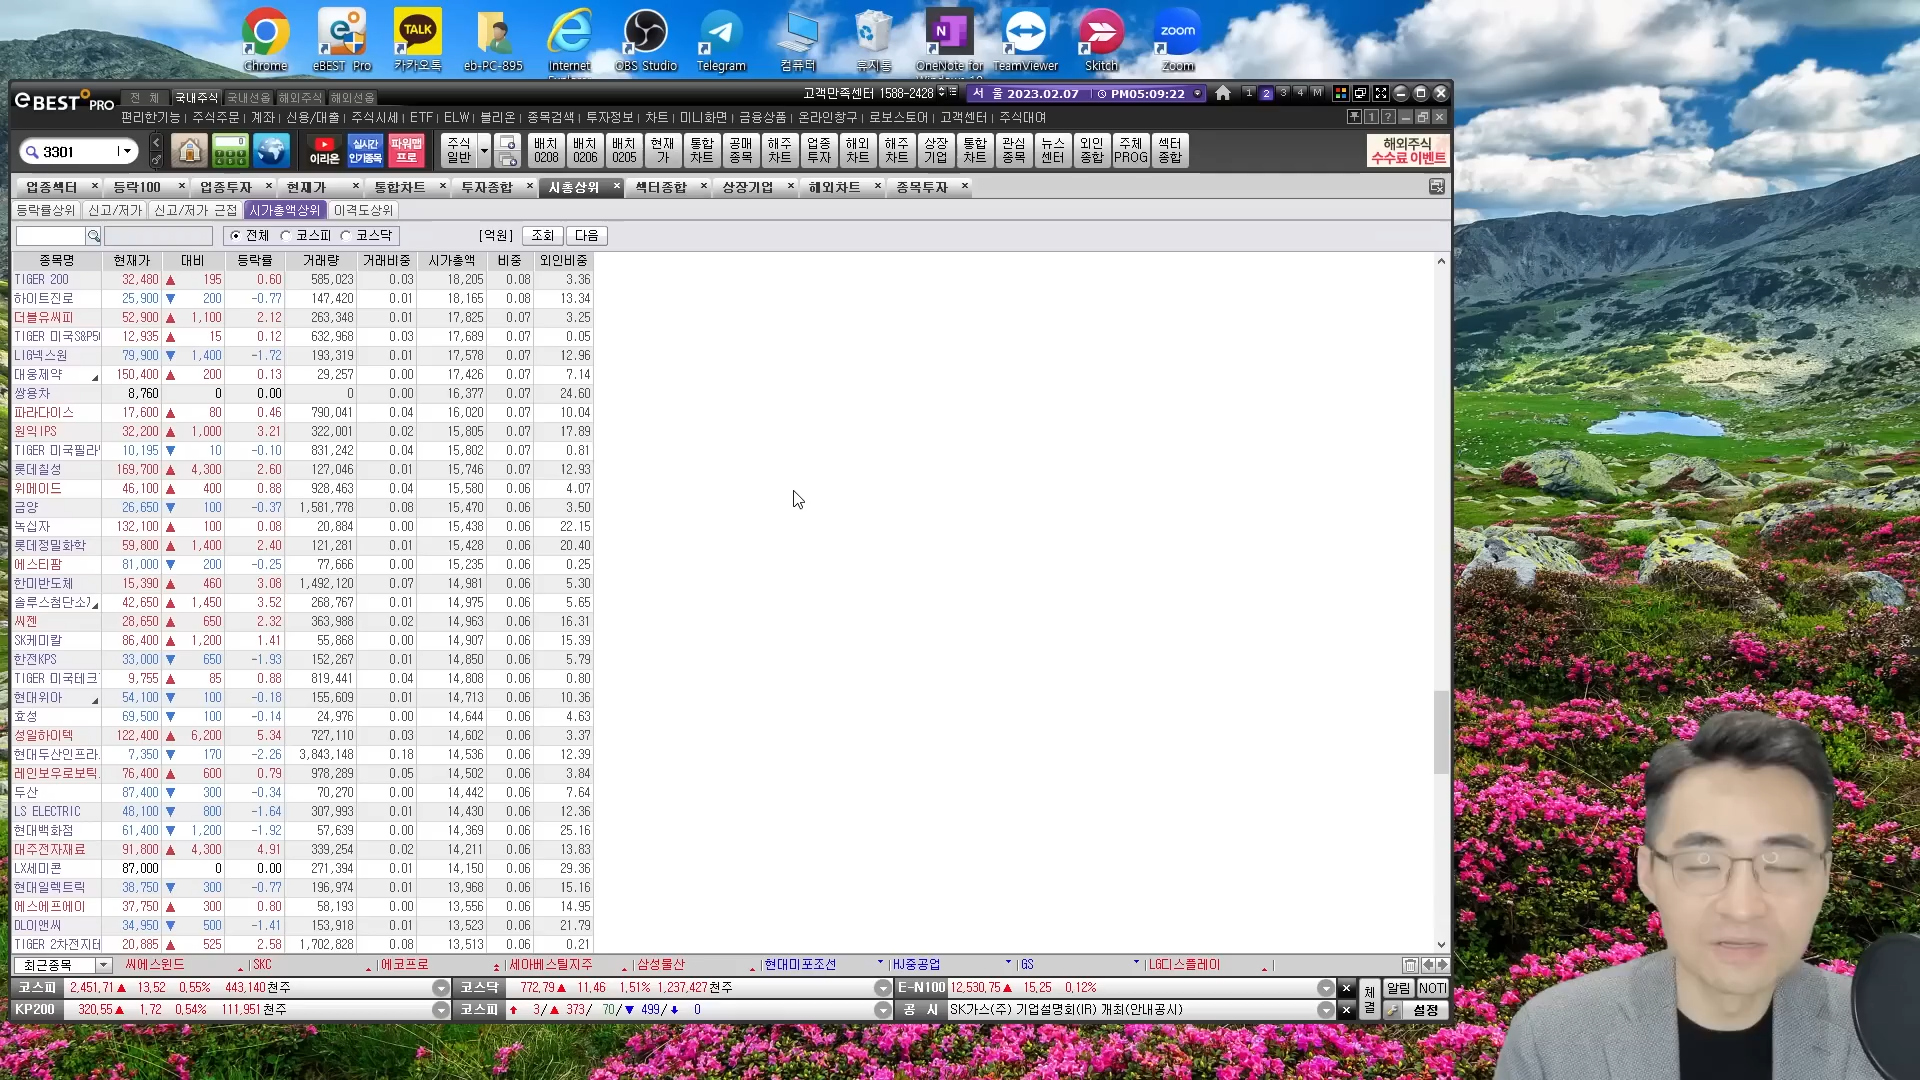 Chrome
eBEST Pro
TALK
카카오톡
eb-PC-895
Internet
OBS Studio
Telegram
컴퓨터
휴지통
OneNote for
TeamViewer
Skitch
zoom
Zoom
eBEST PRO 전 체 국내주식 국내선옵 해외주식 해외선옵
고객만족센터 1588-2428 서 울 2023.02.07 PM05:09:22 1 2 3 4 M
편리한기능 주식주문 계좌 신용/대출 주식시세 ETF ELW 블리온 종목검색 투자정보 차트 미니화면 금융상품 온라인창구 로보스토어 고객센터 주식대여
3301
이리온
실시간 인기종목
파워맵 프로
주식 일반
배치 0208
배치 0206
배치 0205
현재 가
통합 차트
공매 종목
해주 차트
업종 투자
해외 차트
해주 차트
상장 기업
통합 차트
관심 종목
뉴스 센터
외인 종합
주체 PROG
섹터 종합
해외주식 수수료 이벤트
업종섹터 × 등락100 × 업종투자 × 현재가 × 통합차트 × 투자종합 × 시총상위 × 섹터종합 × 상장기업 × 해외차트 × 종목투자 ×
등락률상위 신고/저가 신고/저가 근접 시가총액상위 이격도상위
전체 코스피 코스닥 [억원] 조회 다음
종목명 현재가 대비 등락률 거래량 거래비중 시가총액 비중 외인비중
TIGER 200 32,480 ▲ 195 0.60 585,023 0.03 18,205 0.08 3.36
하이트진로 25,900 ▼ 200 -0.77 147,420 0.01 18,165 0.08 13.34
더블유씨피 52,900 ▲ 1,100 2.12 263,348 0.01 17,825 0.07 3.25
TIGER 미국S&P5 12,935 ▲ 15 0.12 632,968 0.03 17,689 0.07 0.05
LIG넥스원 79,900 ▼ 1,400 -1.72 193,319 0.01 17,578 0.07 12.96
대웅제약 150,400 ▲ 200 0.13 29,257 0.00 17,426 0.07 7.14
쌍용차 8,760 0 0.00 0 0.00 16,377 0.07 24.60
파라다이스 17,600 ▲ 80 0.46 790,041 0.04 16,020 0.07 10.04
원익IPS 32,200 ▲ 1,000 3.21 322,001 0.02 15,805 0.07 17.89
TIGER 미국필라 10,195 ▼ 10 -0.10 831,242 0.04 15,802 0.07 0.81
롯데칠성 169,700 ▲ 4,300 2.60 127,046 0.01 15,746 0.07 12.93
위메이드 46,100 ▲ 400 0.88 928,463 0.04 15,580 0.06 4.07
금양 26,650 ▼ 100 -0.37 1,581,778 0.08 15,470 0.06 3.50
녹십자 132,100 ▲ 100 0.08 20,884 0.00 15,438 0.06 22.15
롯데정밀화학 59,800 ▲ 1,400 2.40 121,281 0.01 15,428 0.06 20.40
에스티팜 81,000 ▼ 200 -0.25 77,666 0.00 15,235 0.06 0.25
한미반도체 15,390 ▲ 460 3.08 1,492,120 0.07 14,981 0.06 5.30
솔루스첨단소 42,650 ▲ 1,450 3.52 268,767 0.01 14,975 0.06 5.65
씨젠 28,650 ▲ 650 2.32 363,988 0.02 14,963 0.06 16.31
SK케미칼 86,400 ▲ 1,200 1.41 55,868 0.00 14,907 0.06 15.39
한전KPS 33,000 ▼ 650 -1.93 152,267 0.01 14,850 0.06 5.79
TIGER 미국테크 9,755 ▲ 85 0.88 819,441 0.04 14,808 0.06 0.80
현대위아 54,100 ▼ 100 -0.18 155,609 0.01 14,713 0.06 10.36
효성 69,500 ▼ 100 -0.14 24,976 0.00 14,644 0.06 4.63
성일하이텍 122,400 ▲ 6,200 5.34 727,110 0.03 14,602 0.06 3.37
현대두산인프라 7,350 ▼ 170 -2.26 3,843,148 0.18 14,536 0.06 12.39
레인보우로보틱 76,400 ▲ 600 0.79 978,289 0.05 14,502 0.06 3.84
두산 87,400 ▼ 300 -0.34 70,270 0.00 14,442 0.06 7.64
LS ELECTRIC 48,100 ▼ 800 -1.64 307,993 0.01 14,430 0.06 12.36
현대백화점 61,400 ▼ 1,200 -1.92 57,639 0.00 14,369 0.06 25.16
대주전자재료 91,800 ▲ 4,300 4.91 339,254 0.02 14,211 0.06 13.83
LX세미콘 87,000 0 0.00 271,394 0.01 14,150 0.06 29.36
현대일렉트릭 38,750 ▼ 300 -0.77 196,974 0.01 13,968 0.06 15.16
에스에프에이 37,750 ▲ 300 0.80 58,193 0.00 13,556 0.06 14.95
DL이앤씨 34,950 ▼ 500 -1.41 153,918 0.01 13,523 0.06 21.79
TIGER 2차전지테 20,885 ▲ 525 2.58 1,702,828 0.08 13,513 0.06 0.21
최근종목 씨에스윈드 SKC 에코프로 세아베스틸지주 삼성물산 현대미포조선 HJ중공업 GS LG디스플레이
코스피 2,451,71▲ 13,52 0,55% 443,140천주 코스닥 772,79▲ 11,46 1,51% 1,237,427천주 E-N100 12,530,75▲ 15,25 0,12% 체결 알림 NOTI
KP200 320,55▲ 1,72 0,54% 111,951천주 코스피 ↑ 3/▲ 373/ 70/▼ 499/↓ 0 공 시 SK가스(주) 기업설명회(IR) 개최(안내공시) 설정